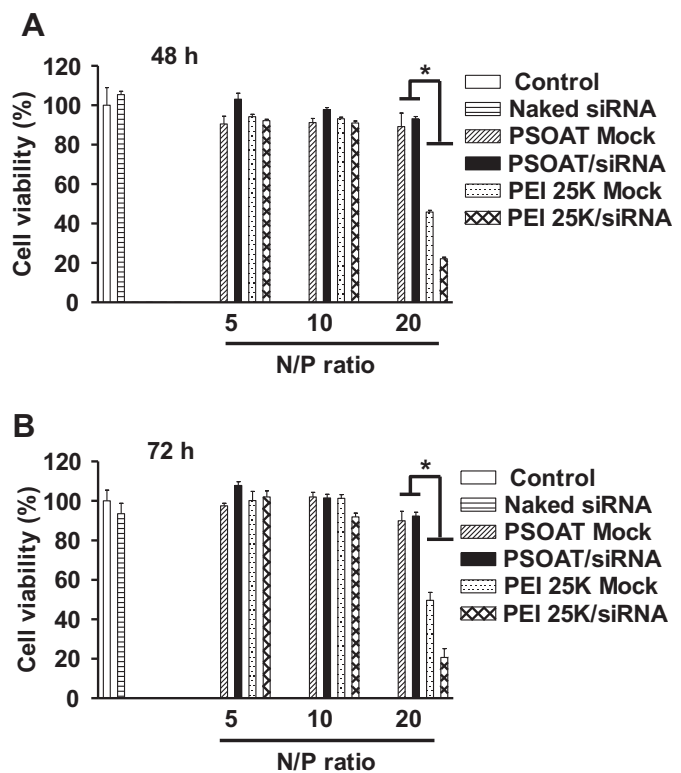 A
48 h
Cell viability (%)
120
100
80
60
40
20
0
*
Control
Naked siRNA
PSOAT Mock
PSOAT/siRNA
PEI 25K Mock
PEI 25K/siRNA
5 10 20
N/P ratio
B
72 h
Cell viability (%)
120
100
80
60
40
20
0
*
Control
Naked siRNA
PSOAT Mock
PSOAT/siRNA
PEI 25K Mock
PEI 25K/siRNA
5 10 20
N/P ratio